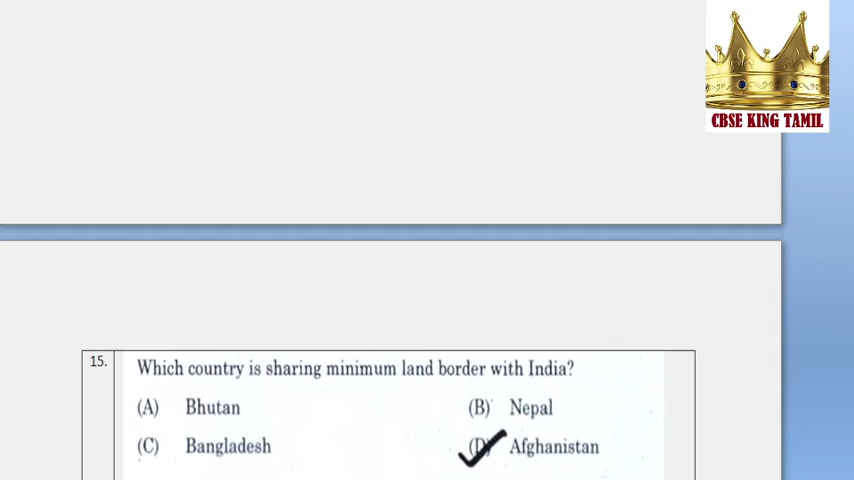 CBSE KING TAMIL
15. Which country is sharing minimum land border with India?
(A) Bhutan (B) Nepal
(C) Bangladesh (D) Afghanistan